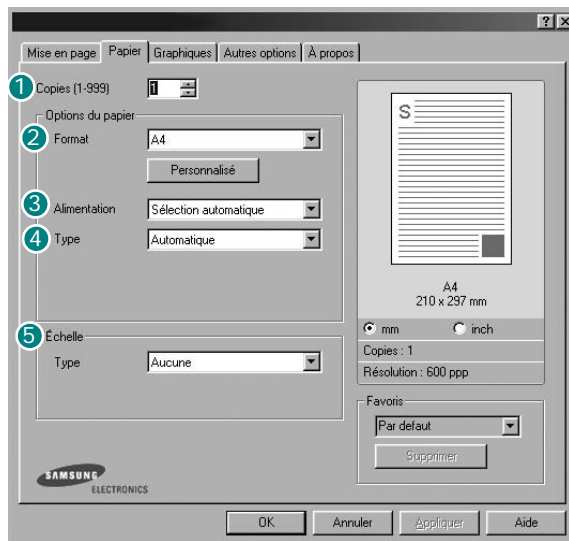 ? x
Mise en page Papier Graphiques Autres options À propos
1 Copies (1-999) 1
Options du papier
2 Format A4
Personnalisé
3 Alimentation Sélection automatique
4 Type Automatique
5 Échelle
Type Aucune
S
A4
210 x 297 mm
mm inch
Copies : 1
Résolution : 600 ppp
Favoris
Par defaut
Supprimer
SAMSUNG
ELECTRONICS
OK Annuler Appliquer Aide